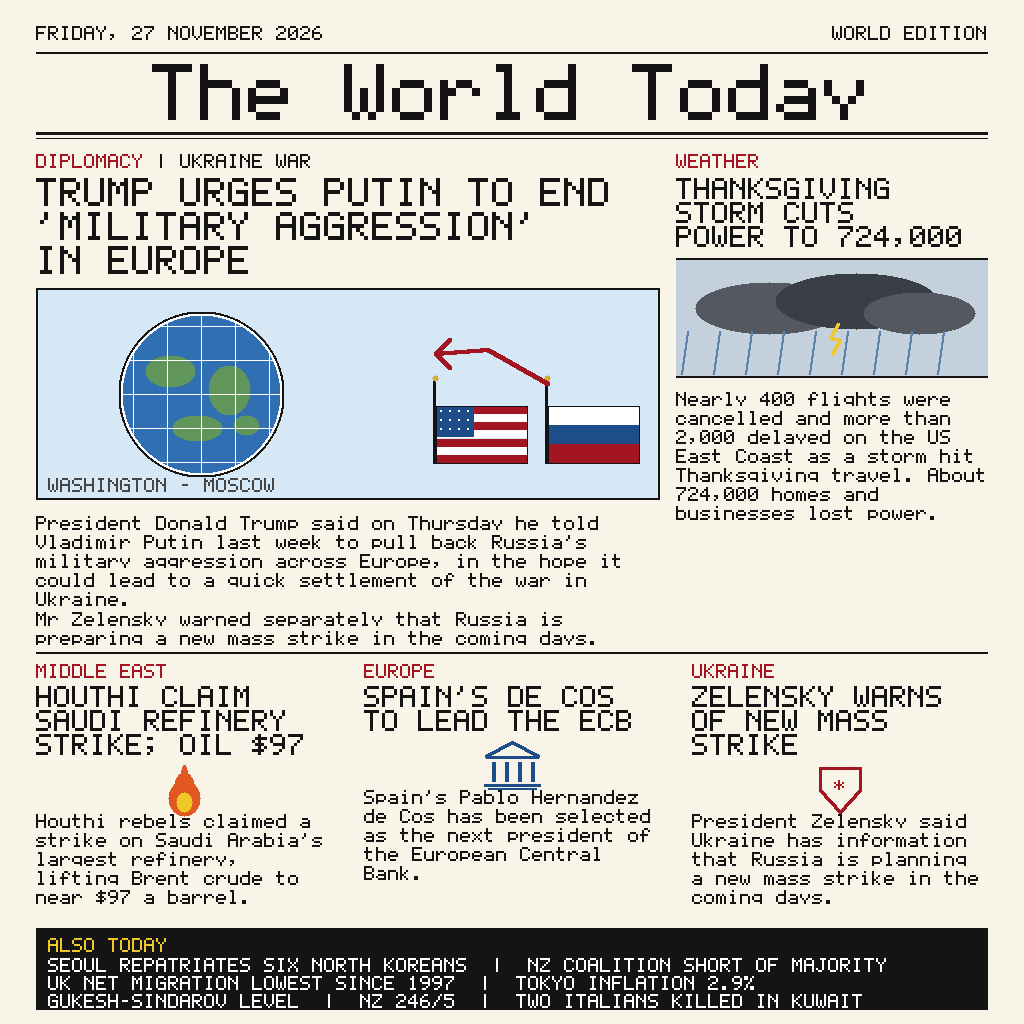 FRIDAY, 27 NOVEMBER 2026
WORLD EDITION
The World Today
DIPLOMACY | UKRAINE WAR
TRUMP URGES PUTIN TO END
'MILITARY AGGRESSION'
IN EUROPE
WASHINGTON - MOSCOW
President Donald Trump said on Thursday he told
Vladimir Putin last week to pull back Russia's
military aggression across Europe, in the hope it
could lead to a quick settlement of the war in
Ukraine.
Mr Zelensky warned separately that Russia is
preparing a new mass strike in the coming days.
WEATHER
THANKSGIVING
STORM CUTS
POWER TO 724,000
Nearly 400 flights were
cancelled and more than
2,000 delayed on the US
East Coast as a storm hit
Thanksgiving travel. About
724,000 homes and
businesses lost power.
MIDDLE EAST
HOUTHI CLAIM
SAUDI REFINERY
STRIKE; OIL $97
Houthi rebels claimed a
strike on Saudi Arabia's
largest refinery,
lifting Brent crude to
near $97 a barrel.
EUROPE
SPAIN'S DE COS
TO LEAD THE ECB
Spain's Pablo Hernandez
de Cos has been selected
as the next president of
the European Central
Bank.
UKRAINE
ZELENSKY WARNS
OF NEW MASS
STRIKE
*
President Zelensky said
Ukraine has information
that Russia is planning
a new mass strike in the
coming days.
ALSO TODAY
SEOUL REPATRIATES SIX NORTH KOREANS | NZ COALITION SHORT OF MAJORITY
UK NET MIGRATION LOWEST SINCE 1997 | TOKYO INFLATION 2.9%
GUKESH-SINDAROV LEVEL | NZ 246/5 | TWO ITALIANS KILLED IN KUWAIT